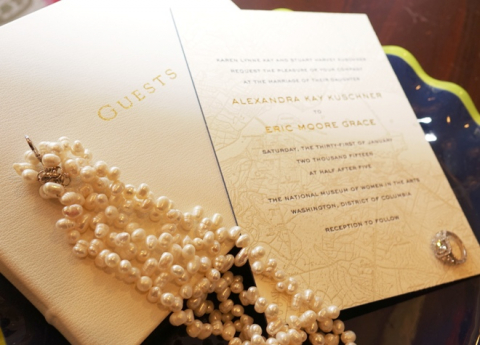 GUESTS
KAREN LYNNE KAY AND STUART AUGUST KUSCHNER
REQUEST THE PLEASURE OF YOUR COMPANY
AT THE MARRIAGE OF THEIR DAUGHTER
ALEXANDRA KAY KUSCHNER
TO
ERIC MOORE GRACE
SATURDAY, THE THIRTY-FIRST OF JANUARY
TWO THOUSAND FIFTEEN
AT HALF AFTER FIVE
THE NATIONAL MUSEUM OF WOMEN IN THE ARTS
WASHINGTON, DISTRICT OF COLUMBIA
RECEPTION TO FOLLOW